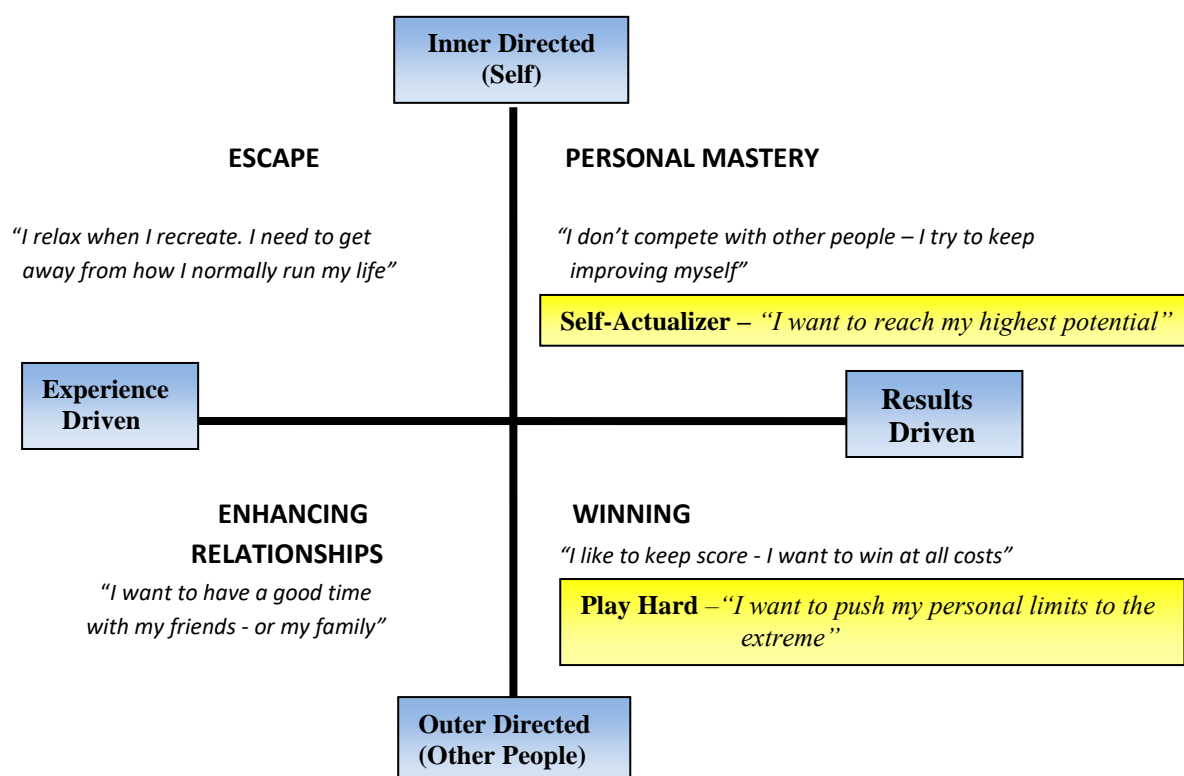 Inner Directed
(Self)
ESCAPE
PERSONAL MASTERY
“I relax when I recreate. I need to get
away from how I normally run my life”
“I don’t compete with other people – I try to keep
improving myself”
Self-Actualizer – “I want to reach my highest potential”
Experience
Driven
Results
Driven
ENHANCING
RELATIONSHIPS
“I want to have a good time
with my friends - or my family”
WINNING
“I like to keep score - I want to win at all costs”
Play Hard –“I want to push my personal limits to the
extreme”
Outer Directed
(Other People)